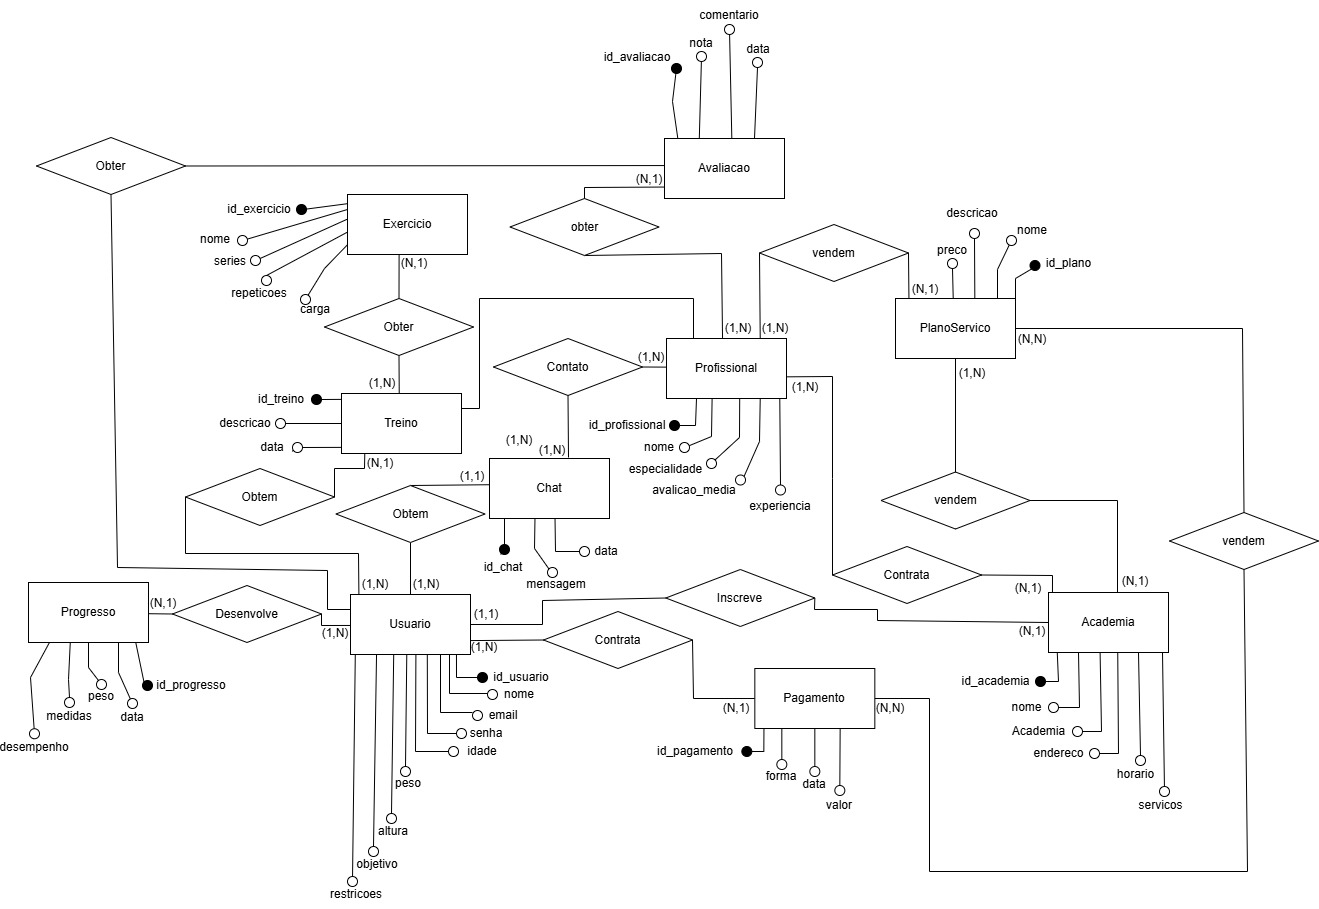 comentario
nota
data
id_avaliacao
Obter
Avaliacao
(N,1)
id_exercicio
Exercicio
nome
series
repeticoes
carga
(N,1)
obter
vendem
descricao
nome
preco
id_plano
(N,1)
PlanoServico
(N,N)
(1,N)
Obter
(1,N)
(1,N)
(1,N)
Contato
(1,N)
Profissional
(1,N)
id_treino
Treino
descricao
data
(N,1)
id_profissional
nome
especialidade
avalicao_media
experiencia
(1,N)
(1,N)
(1,1)
Chat
Obtem
Obtem
id_chat
data
mensagem
vendem
vendem
Contrata
(1,N)
(1,N)
(N,1)
(N,1)
Progresso
(N,1)
Desenvolve
(1,N)
Usuario
(1,1)
(1,N)
Inscreve
Contrata
(N,1)
Academia
desempenho
medidas
peso
data
id_progresso
id_usuario
nome
email
senha
idade
peso
altura
objetivo
restricoes
Pagamento
(N,1)
(N,N)
id_pagamento
forma
data
valor
id_academia
nome
Academia
endereco
horario
servicos